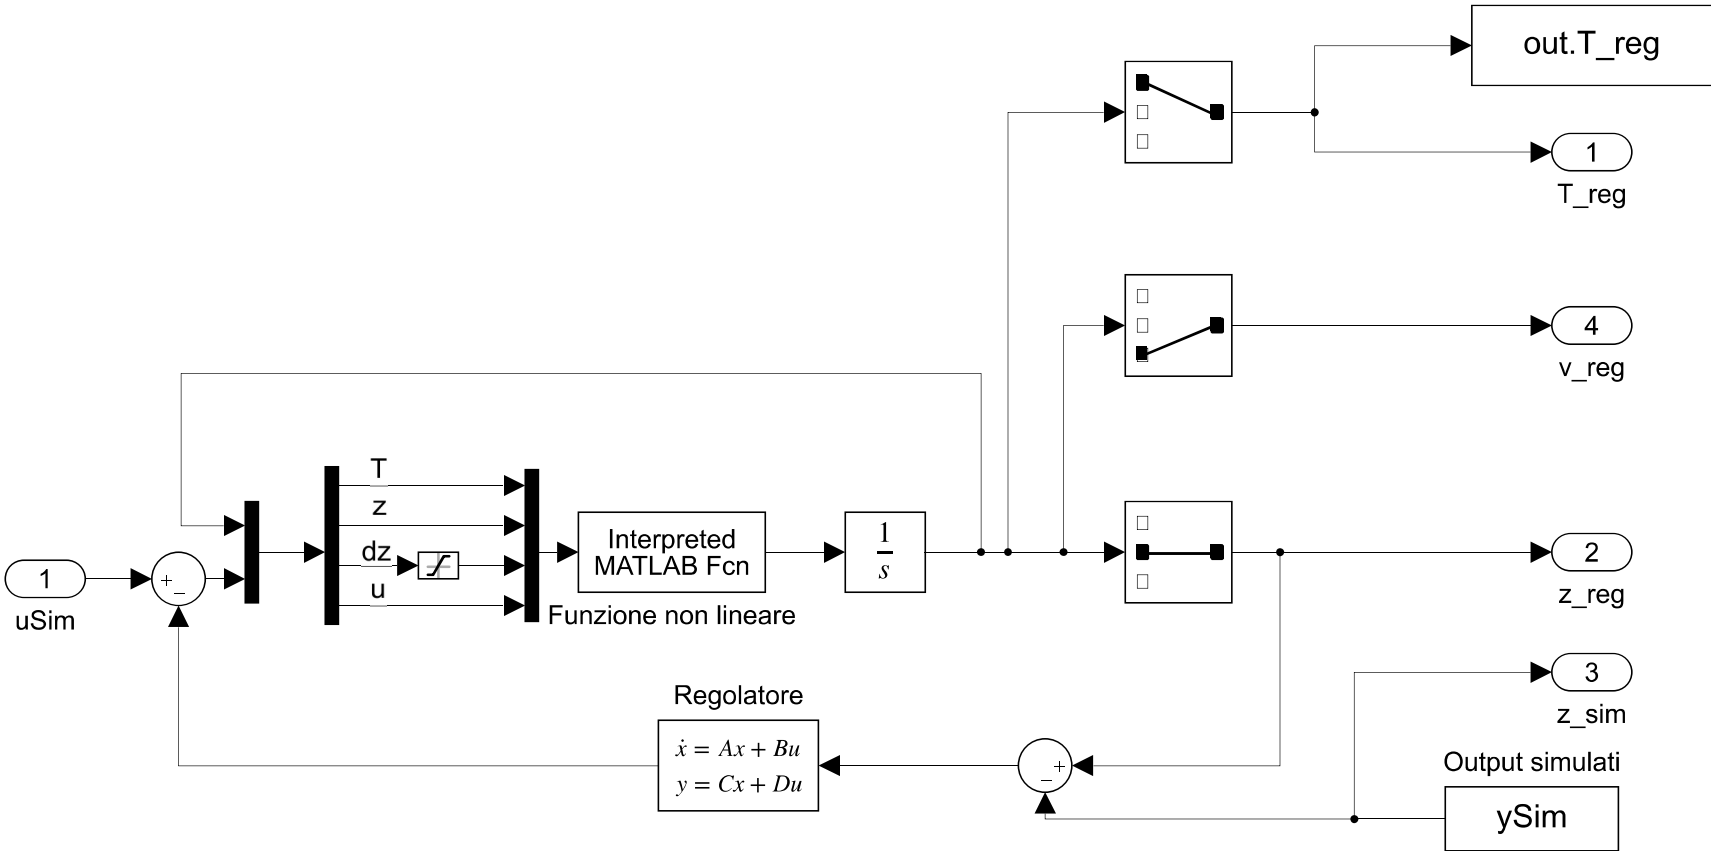 out.T_reg
1
T_reg
4
v_reg
T
z
dz
u
1
uSim
+
−
Interpreted
MATLAB Fcn
Funzione non lineare
1
s
2
z_reg
3
z_sim
Regolatore
ẋ = Ax + Bu
y = Cx + Du
+
−
Output simulati
ySim